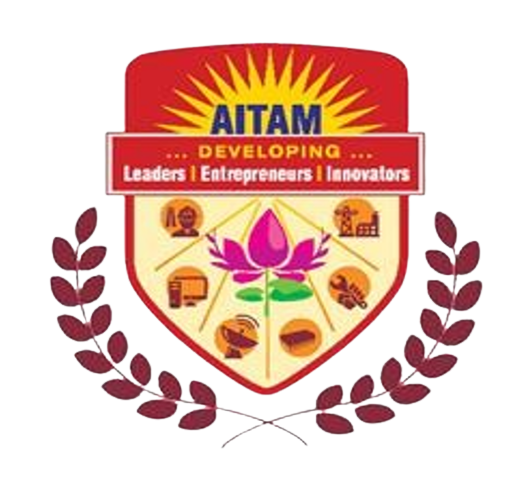 AITAM
... DEVELOPING ...
Leaders | Entrepreneurs | Innovators